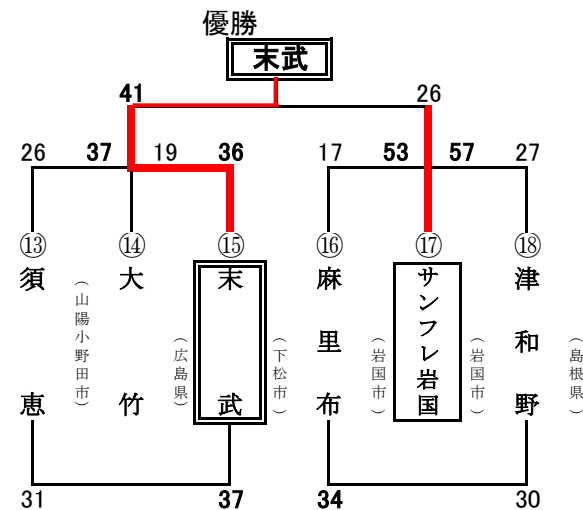 優勝
末武
41 26
26 37 19 36 17 53 57 27
⑬ ⑭ ⑮ ⑯ ⑰ ⑱
須恵
（山陽小野田市）
大竹
（広島県）
末武
（下松市）
麻里布
（岩国市）
サンフレ岩国
（岩国市）
津和野
（島根県）
31 37 34 30